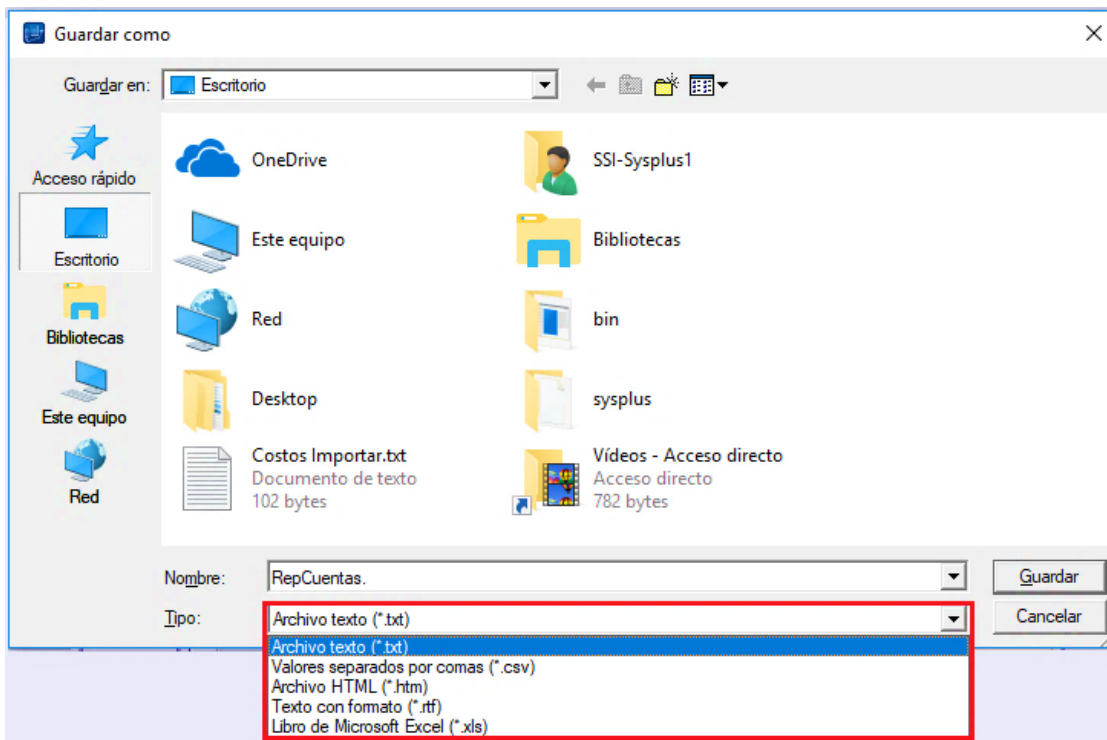 Guardar como
Guardar en: Escritorio
Acceso rápido
Escritorio
Bibliotecas
Este equipo
Red
OneDrive
SSI-Sysplus1
Este equipo
Bibliotecas
Red
bin
Desktop
sysplus
Costos Importar.txt
Documento de texto
102 bytes
Vídeos - Acceso directo
Acceso directo
782 bytes
Nombre: RepCuentas.
Guardar
Tipo: Archivo texto (*.txt)
Cancelar
Archivo texto (*.txt)
Valores separados por comas (*.csv)
Archivo HTML (*.htm)
Texto con formato (*.rtf)
Libro de Microsoft Excel (*.xls)